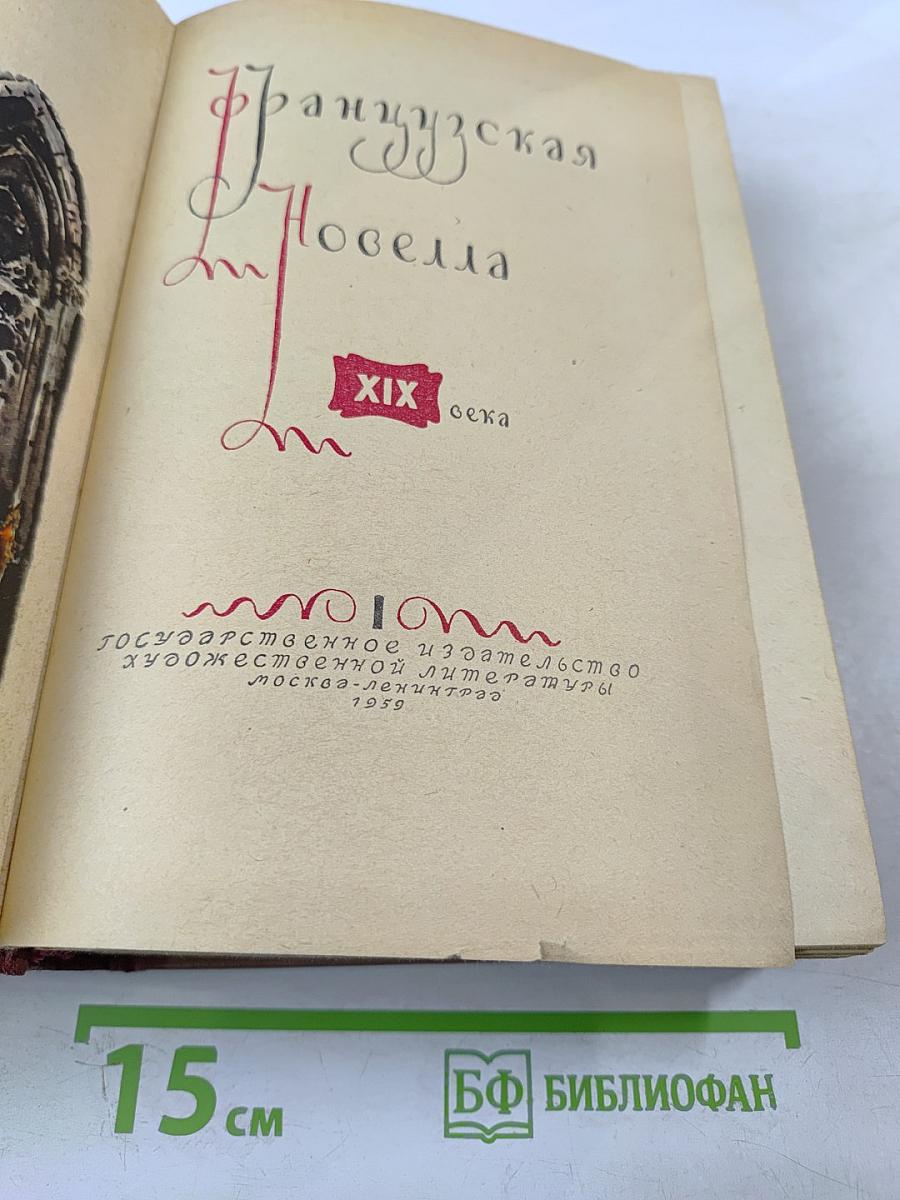 Французская
Новелла
XIX века
I
ГОСУДАРСТВЕННОЕ ИЗДАТЕЛЬСТВО
ХУДОЖЕСТВЕННОЙ ЛИТЕРАТУРЫ
МОСКВА-ЛЕНИНГРАД
1959
15 см
БФ БИБЛИОФАН